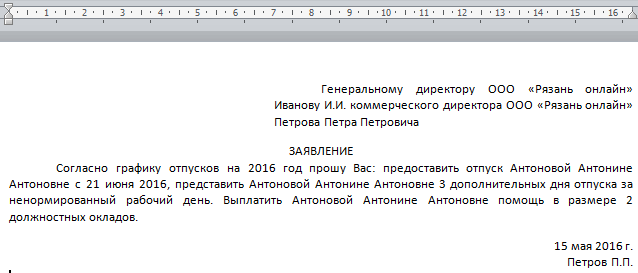 1 2 3 4 5 6 7 8 9 10 11 12 13 14 15 16
Генеральному директору ООО «Рязань онлайн»
Иванову И.И. коммерческого директора ООО «Рязань онлайн»
Петрова Петра Петровича
ЗАЯВЛЕНИЕ
Согласно графику отпусков на 2016 год прошу Вас: предоставить отпуск Антоновой Антонине
Антоновне с 21 июня 2016, представить Антоновой Антонине Антоновне 3 дополнительных дня отпуска за
ненормированный рабочий день. Выплатить Антоновой Антонине Антоновне помощь в размере 2
должностных окладов.
15 мая 2016 г.
Петров П.П.